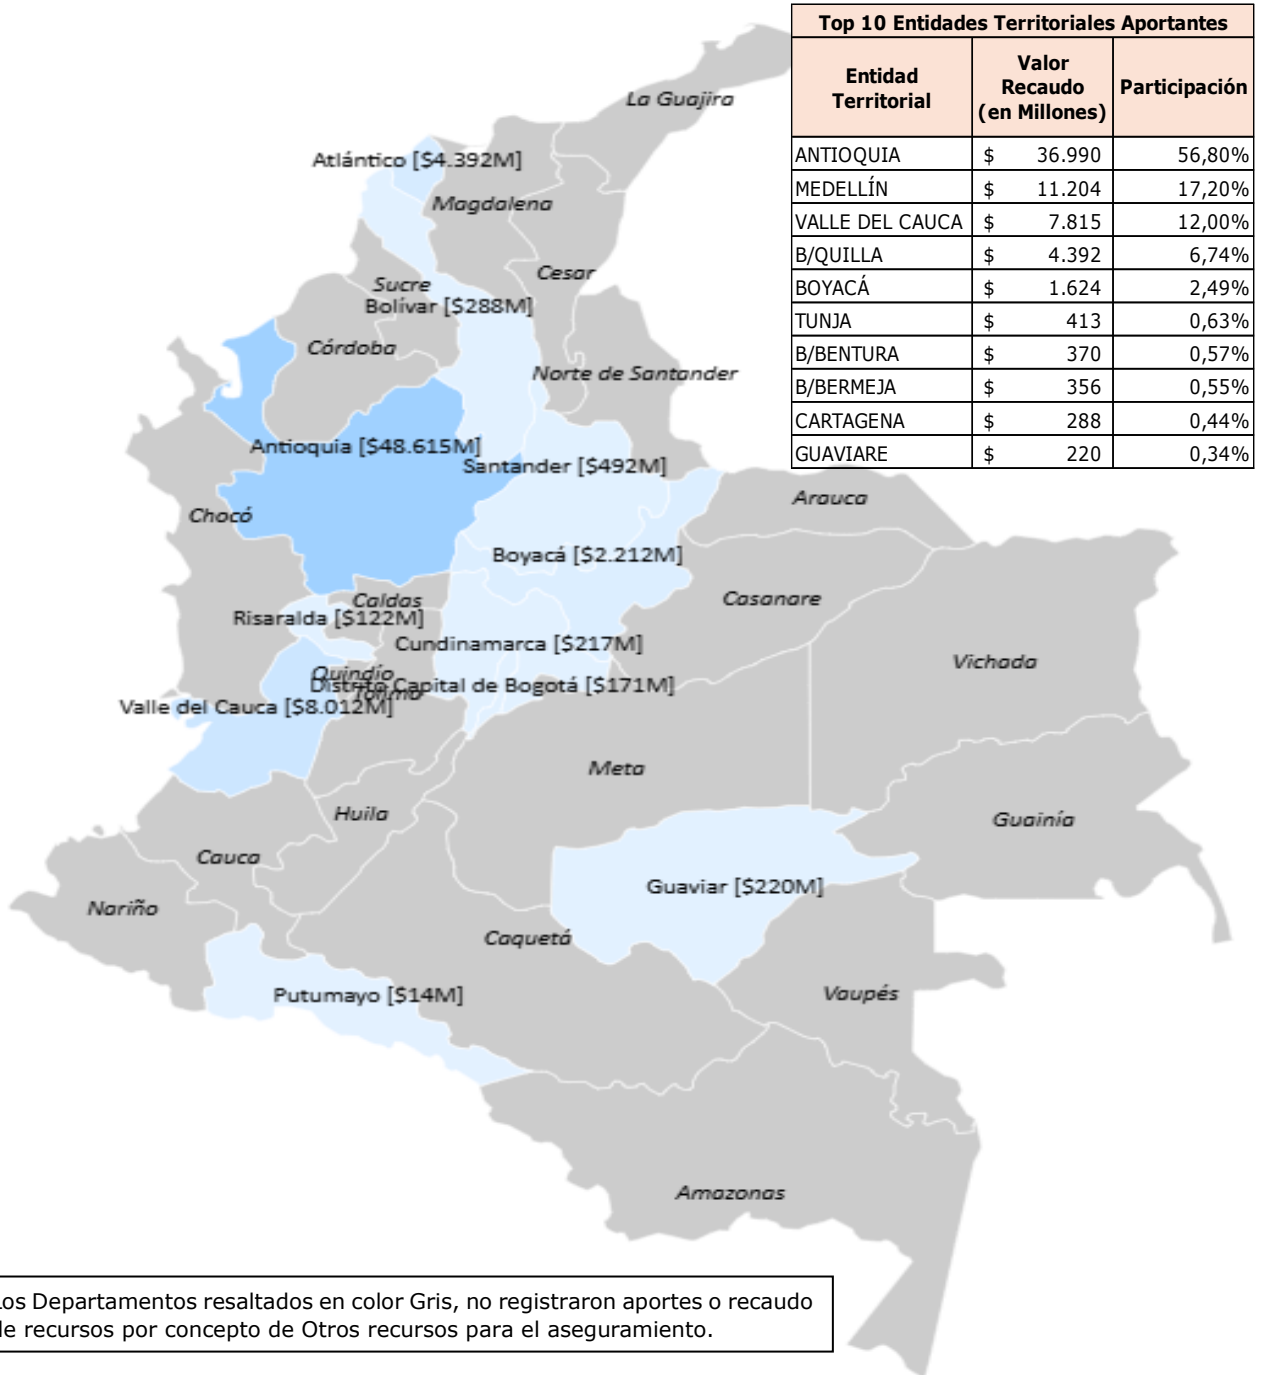 Top 10 Entidades Territoriales Aportantes
Entidad Territorial | Valor Recaudo (en Millones) | Participación
ANTIOQUIA $ 36.990 56,80%
MEDELLÍN $ 11.204 17,20%
VALLE DEL CAUCA $ 7.815 12,00%
B/QUILLA $ 4.392 6,74%
BOYACÁ $ 1.624 2,49%
TUNJA $ 413 0,63%
B/BENTURA $ 370 0,57%
B/BERMEJA $ 356 0,55%
CARTAGENA $ 288 0,44%
GUAVIARE $ 220 0,34%
La Guajira
Atlántico [$4.392M]
Magdalena
Cesar
Sucre
Bolívar [$288M]
Córdoba
Norte de Santander
Antioquia [$48.615M]
Santander [$492M]
Arauca
Chocó
Boyacá [$2.212M]
Caldas
Casanare
Risaralda [$122M]
Cundinamarca [$217M]
Vichada
Quindío
Distrito Capital de Bogotá [$171M]
Tolima
Valle del Cauca [$8.012M]
Meta
Huila
Guainía
Cauca
Guaviar [$220M]
Nariño
Caquetá
Vaupés
Putumayo [$14M]
Amazonas
Los Departamentos resaltados en color Gris, no registraron aportes o recaudo
de recursos por concepto de Otros recursos para el aseguramiento.